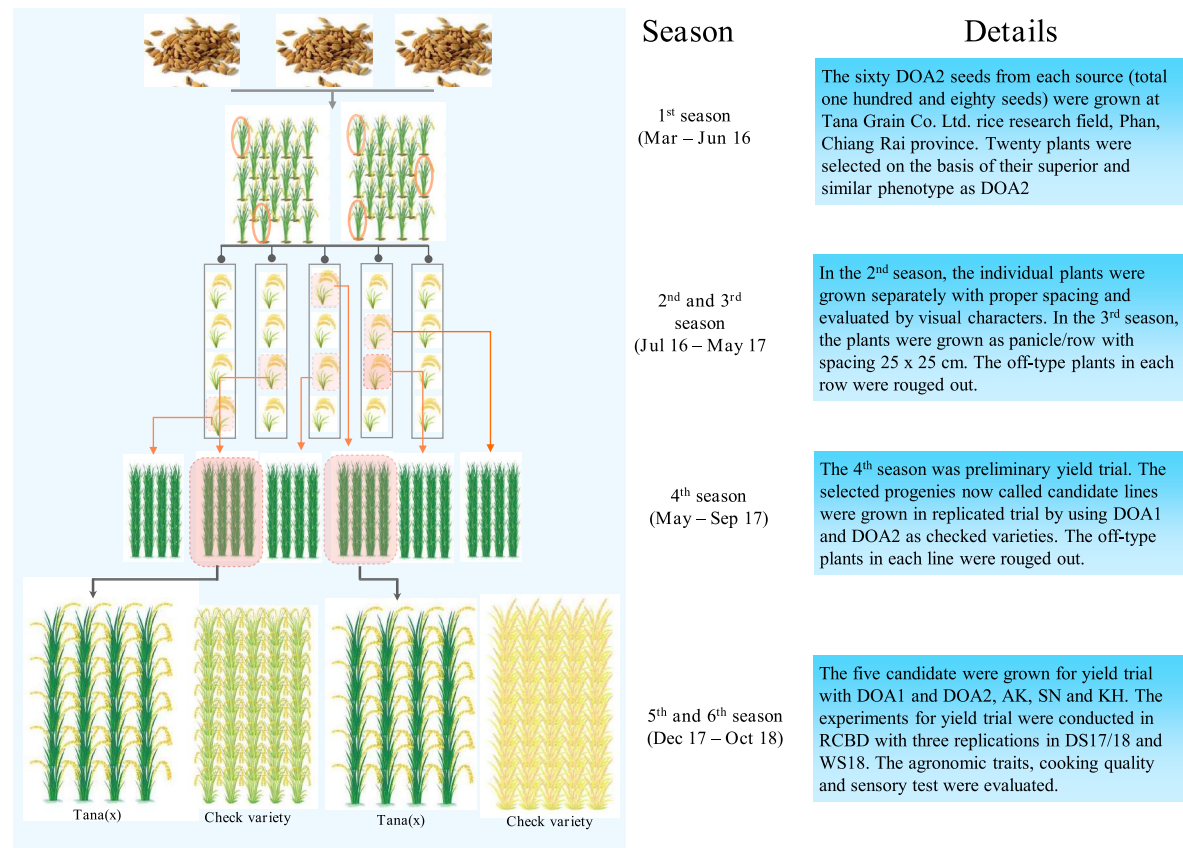 Season
Details
1st season
(Mar – Jun 16
The sixty DOA2 seeds from each source (total
one hundred and eighty seeds) were grown at
Tana Grain Co. Ltd. rice research field, Phan,
Chiang Rai province. Twenty plants were
selected on the basis of their superior and
similar phenotype as DOA2
2nd and 3rd
season
(Jul 16 – May 17
In the 2nd season, the individual plants were
grown separately with proper spacing and
evaluated by visual characters. In the 3rd season,
the plants were grown as panicle/row with
spacing 25 x 25 cm. The off-type plants in each
row were rouged out.
4th season
(May – Sep 17)
The 4th season was preliminary yield trial. The
selected progenies now called candidate lines
were grown in replicated trial by using DOA1
and DOA2 as checked varieties. The off-type
plants in each line were rouged out.
5th and 6th season
(Dec 17 – Oct 18)
The five candidate were grown for yield trial
with DOA1 and DOA2, AK, SN and KH. The
experiments for yield trial were conducted in
RCBD with three replications in DS17/18 and
WS18. The agronomic traits, cooking quality
and sensory test were evaluated.
Tana(x)
Check variety
Tana(x)
Check variety